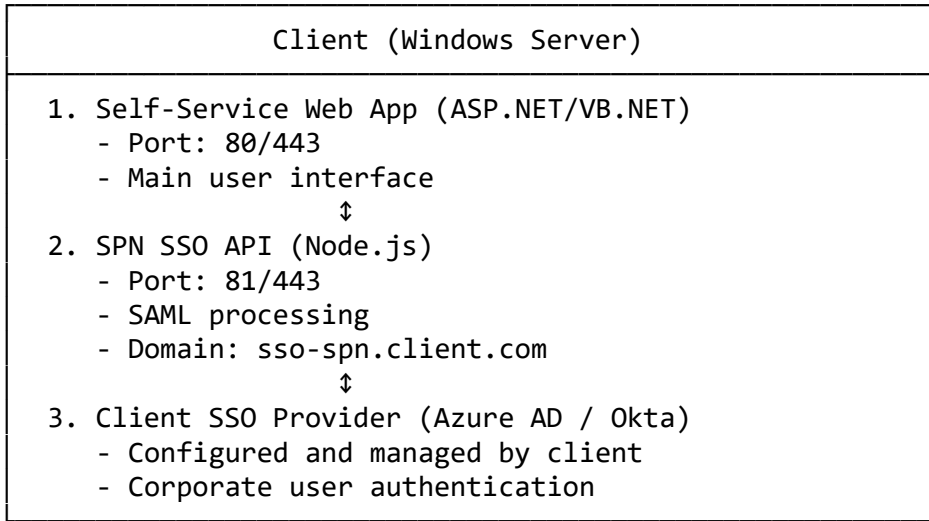 Client (Windows Server)
1. Self-Service Web App (ASP.NET/VB.NET)
- Port: 80/443
- Main user interface
↕
2. SPN SSO API (Node.js)
- Port: 81/443
- SAML processing
- Domain: sso-spn.client.com
↕
3. Client SSO Provider (Azure AD / Okta)
- Configured and managed by client
- Corporate user authentication